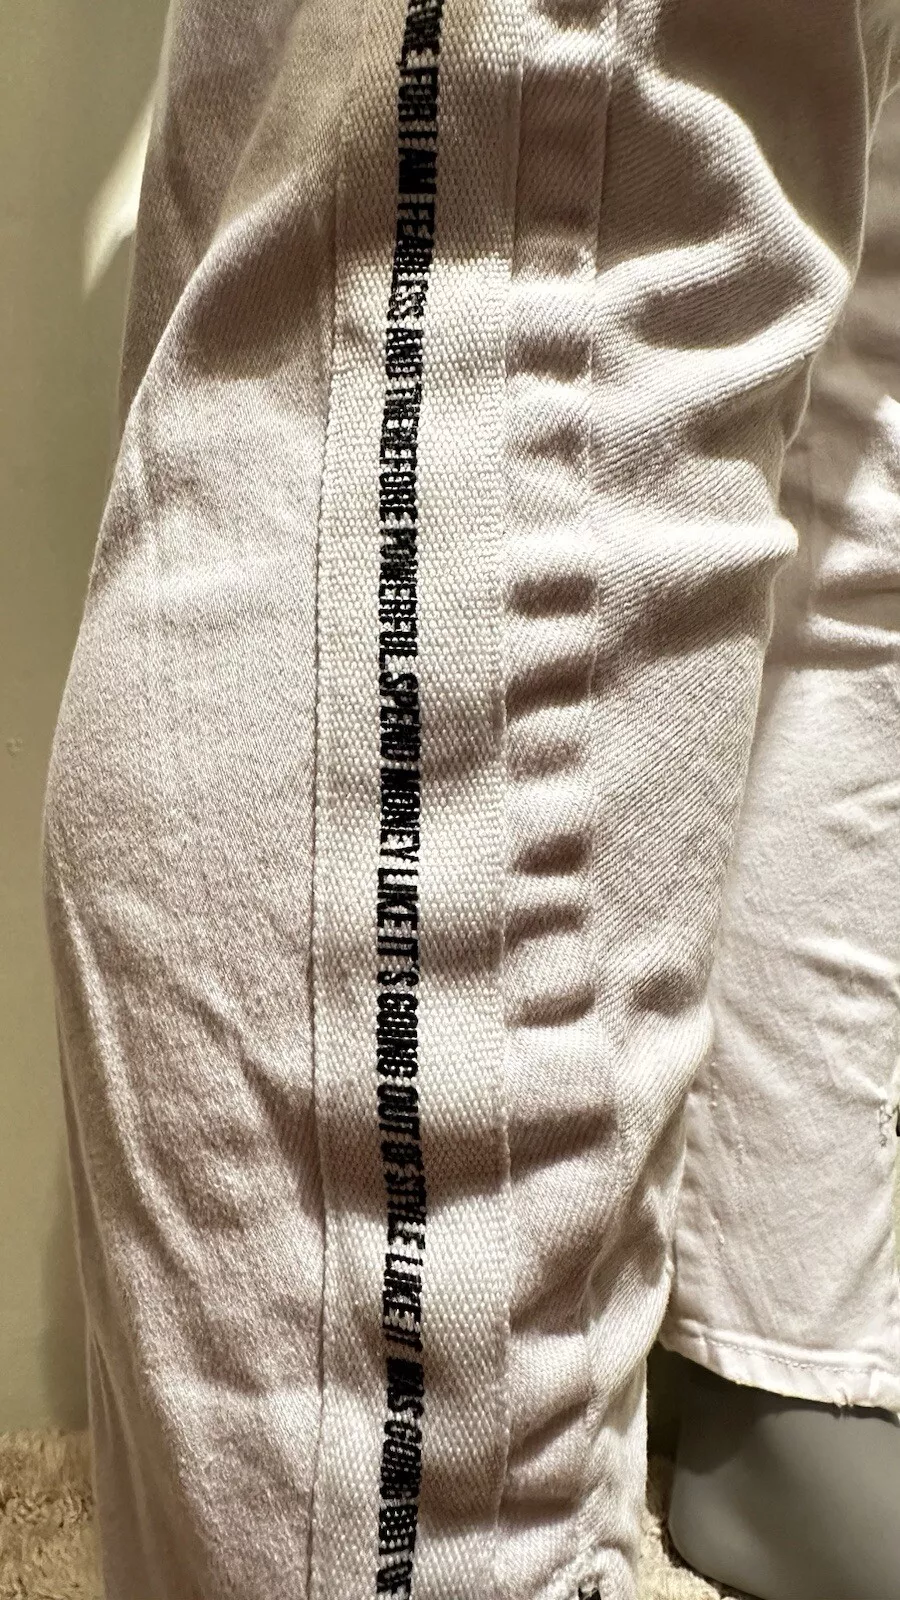 FOR I AM FEARLESS AND THEREFORE POWERFUL. SPEND MONEY LIKE IT'S GOING OUT OF STYLE LIKE IT WAS GOING OUT OF